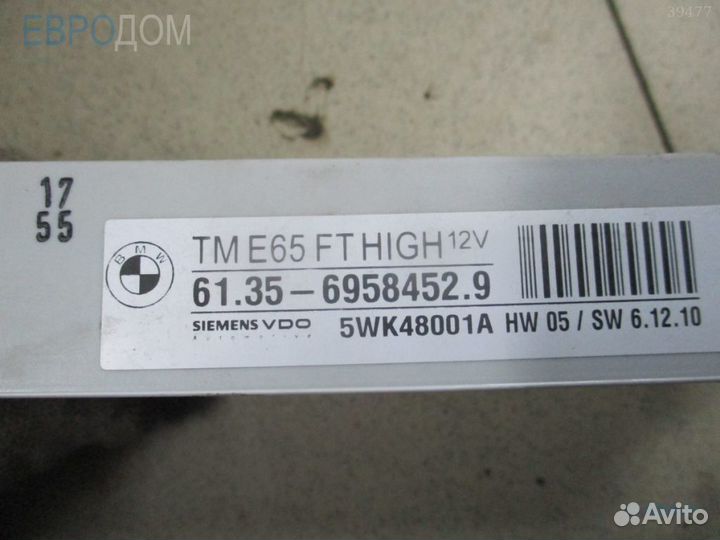 ЕВРОДОМ
39477
17
55
BMW
TM E65 FT HIGH 12V
61.35 – 6958452.9
SIEMENS VDO
Automotive
5WK48001A HW 05 / SW 6.12.10
Avito